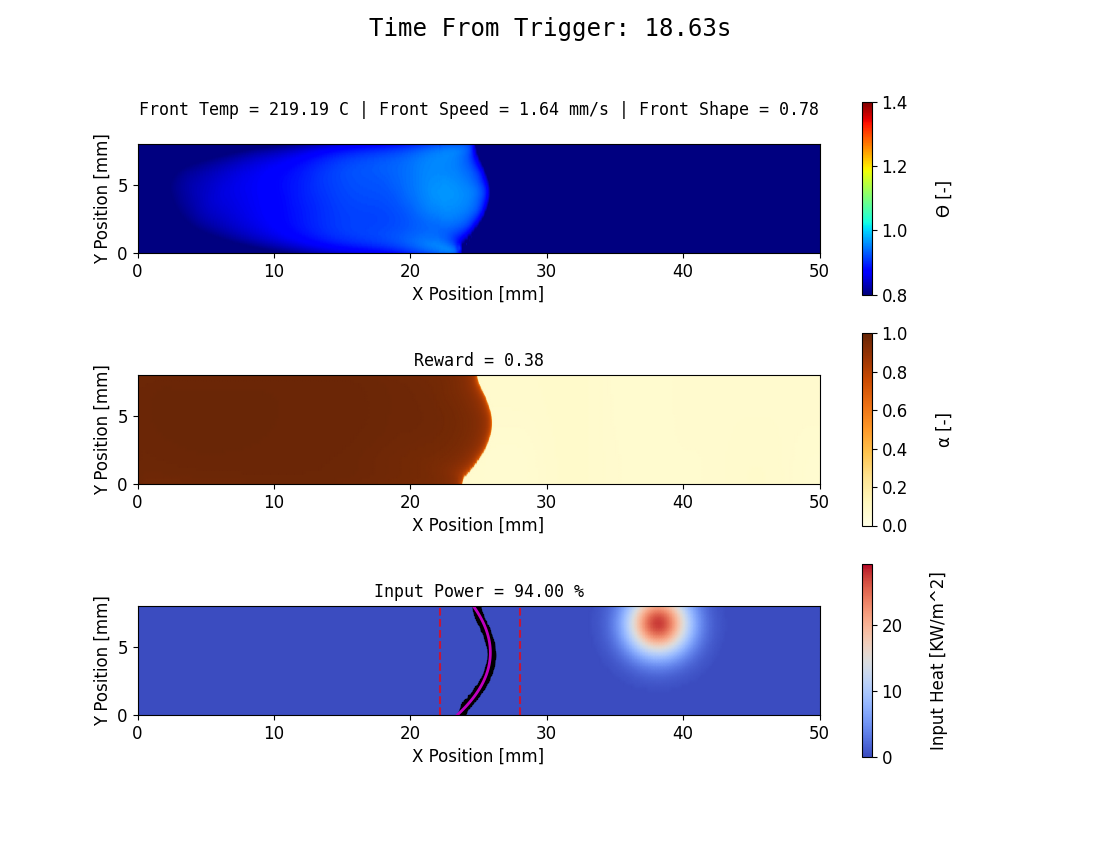 Time From Trigger: 18.63s
Front Temp = 219.19 C | Front Speed = 1.64 mm/s | Front Shape = 0.78
Y Position [mm]
5
0
0 10 20 30 40 50
X Position [mm]
1.4
1.2
1.0
0.8
Θ [-]
Reward = 0.38
Y Position [mm]
5
0
0 10 20 30 40 50
X Position [mm]
1.0
0.8
0.6
0.4
0.2
0.0
α [-]
Input Power = 94.00 %
Y Position [mm]
5
0
0 10 20 30 40 50
X Position [mm]
20
10
0
Input Heat [KW/m^2]